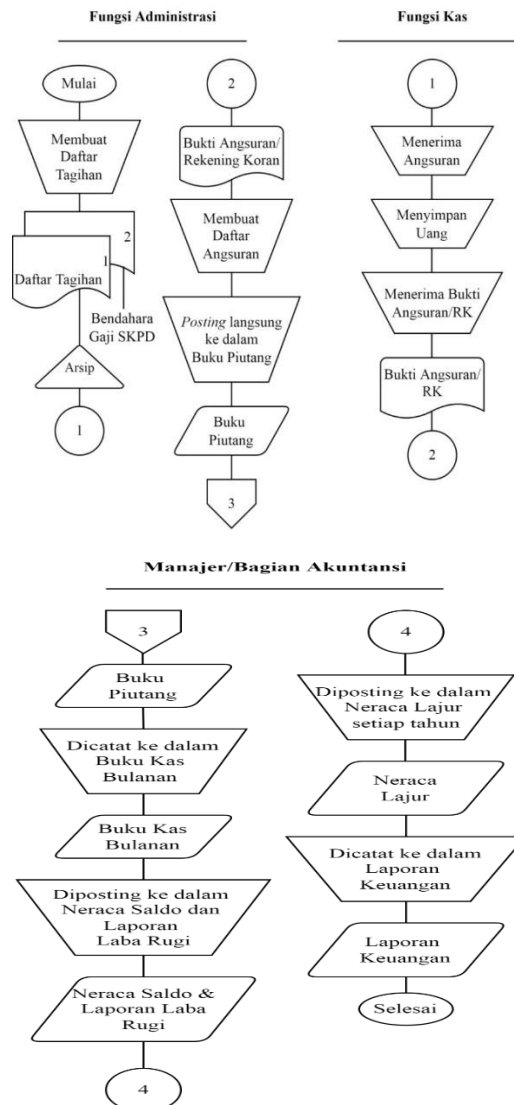 Fungsi Administrasi
Mulai
Membuat
Daftar
Tagihan
2
1
Daftar Tagihan
Bendahara
Gaji SKPD
Arsip
1
2
Bukti Angsuran/
Rekening Koran
Membuat
Daftar
Angsuran
Posting langsung
ke dalam
Buku Piutang
Buku
Piutang
3
Fungsi Kas
1
Menerima
Angsuran
Menyimpan
Uang
Menerima Bukti
Angsuran/RK
Bukti Angsuran/
RK
2
Manajer/Bagian Akuntansi
3
Buku
Piutang
Dicatat ke dalam
Buku Kas
Bulanan
Buku Kas
Bulanan
Diposting ke dalam
Neraca Saldo dan
Laporan
Laba Rugi
Neraca Saldo &
Laporan Laba
Rugi
4
4
Diposting ke dalam
Neraca Lajur
setiap tahun
Neraca
Lajur
Dicatat ke dalam
Laporan
Keuangan
Laporan
Keuangan
Selesai